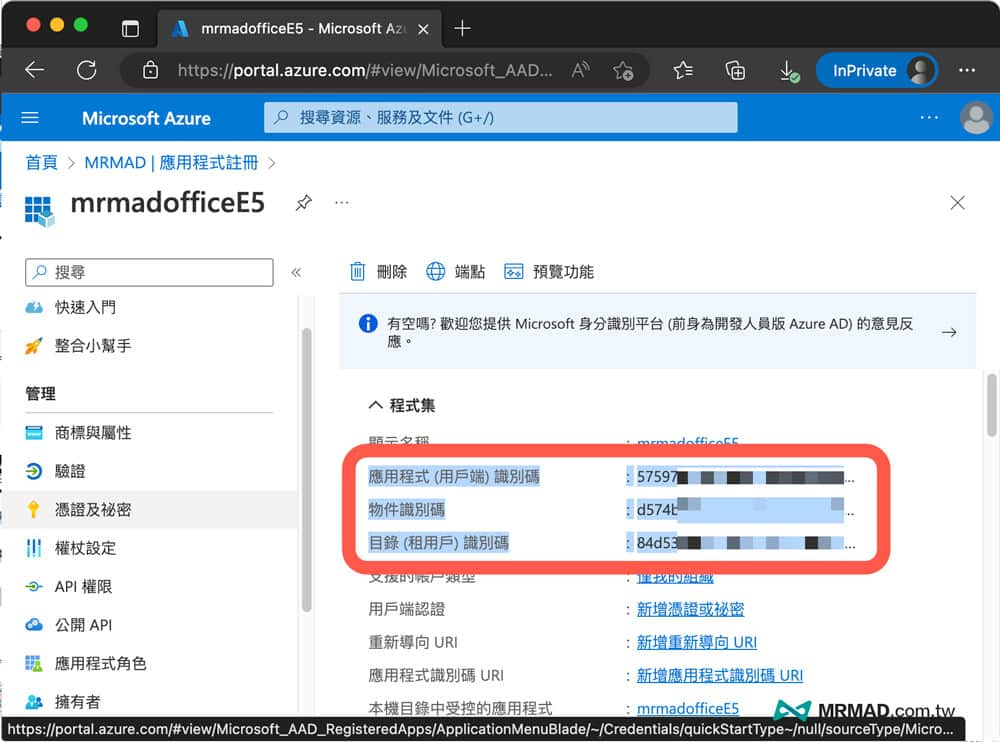 mrmadofficeE5 - Microsoft Az
https://portal.azure.com/#view/Microsoft_AAD...
InPrivate
Microsoft Azure
搜尋資源、服務及文件 (G+/)
首頁 > MRMAD | 應用程式註冊 >
mrmadofficeE5
搜尋
刪除 端點 預覽功能
快速入門
整合小幫手
管理
商標與屬性
驗證
憑證及祕密
權杖設定
API 權限
公開 API
應用程式角色
擁有者
有空嗎? 歡迎您提供 Microsoft 身分識別平台 (前身為開發人員版 Azure AD) 的意見反
應。
程式集
顯示名稱 : mrmadofficeE5
應用程式 (用戶端) 識別碼 : 57597...
物件識別碼 : d574b..
目錄 (租用戶) 識別碼 : 84d53...
支援的帳戶類型 : 僅我的組織
用戶端認證 : 新增憑證或祕密
重新導向 URI : 新增重新導向 URI
應用程式識別碼 URI : 新增應用程式識別碼 URI
本機目錄中受控的應用程式 : mrmadofficeE5
MRMAD.com.tw
https://portal.azure.com/#view/Microsoft_AAD_RegisteredApps/ApplicationMenuBlade/~/Credentials/quickStartType~/null/sourceType/Micro...